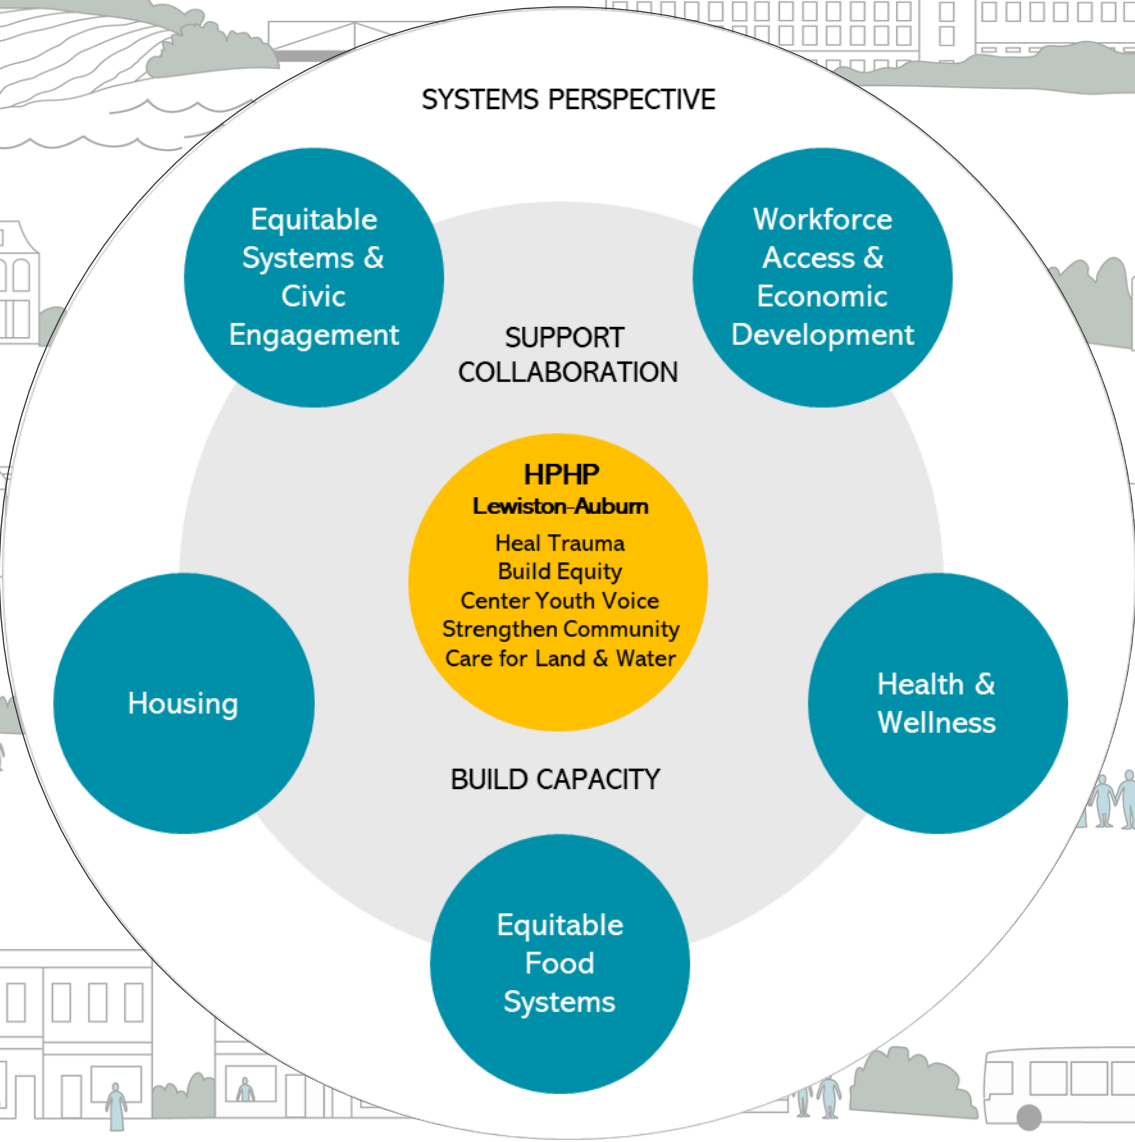 SYSTEMS PERSPECTIVE
Equitable
Systems &
Civic
Engagement
Workforce
Access &
Economic
Development
SUPPORT
COLLABORATION
HPHP
Lewiston-Auburn
Heal Trauma
Build Equity
Center Youth Voice
Strengthen Community
Care for Land & Water
Housing
Health &
Wellness
BUILD CAPACITY
Equitable
Food
Systems